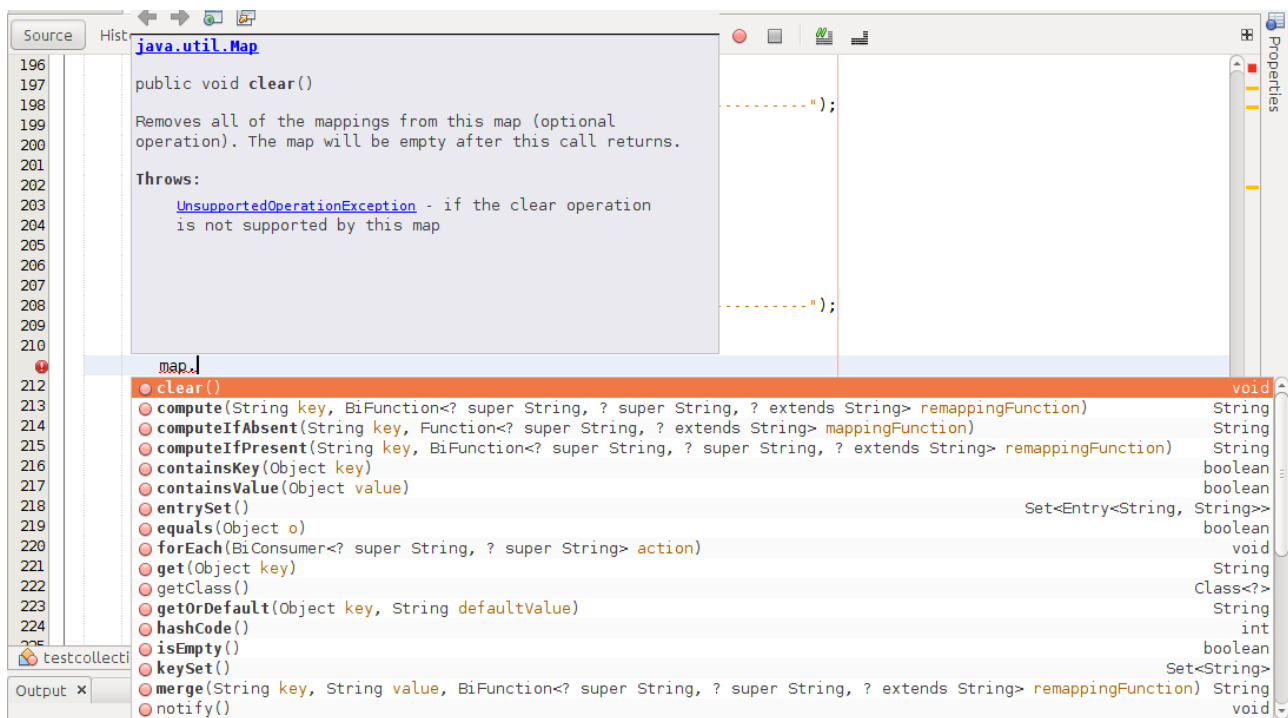 Source
Hist
java.util.Map
public void clear()
Removes all of the mappings from this map (optional
operation). The map will be empty after this call returns.
Throws:
UnsupportedOperationException - if the clear operation
is not supported by this map
Properties
196
197
198 ----------");
199
200
201
202
203
204
205
206
207
208 ----------");
209
210
map.
212 clear() void
213 compute(String key, BiFunction<? super String, ? super String, ? extends String> remappingFunction) String
214 computeIfAbsent(String key, Function<? super String, ? extends String> mappingFunction) String
215 computeIfPresent(String key, BiFunction<? super String, ? super String, ? extends String> remappingFunction) String
216 containsKey(Object key) boolean
217 containsValue(Object value) boolean
218 entrySet() Set<Entry<String, String>>
219 equals(Object o) boolean
220 forEach(BiConsumer<? super String, ? super String> action) void
221 get(Object key) String
222 getClass() Class<?>
223 getOrDefault(Object key, String defaultValue) String
224 hashCode() int
isEmpty() boolean
testcollecti
keySet() Set<String>
Output
merge(String key, String value, BiFunction<? super String, ? super String, ? extends String> remappingFunction) String
notify() void